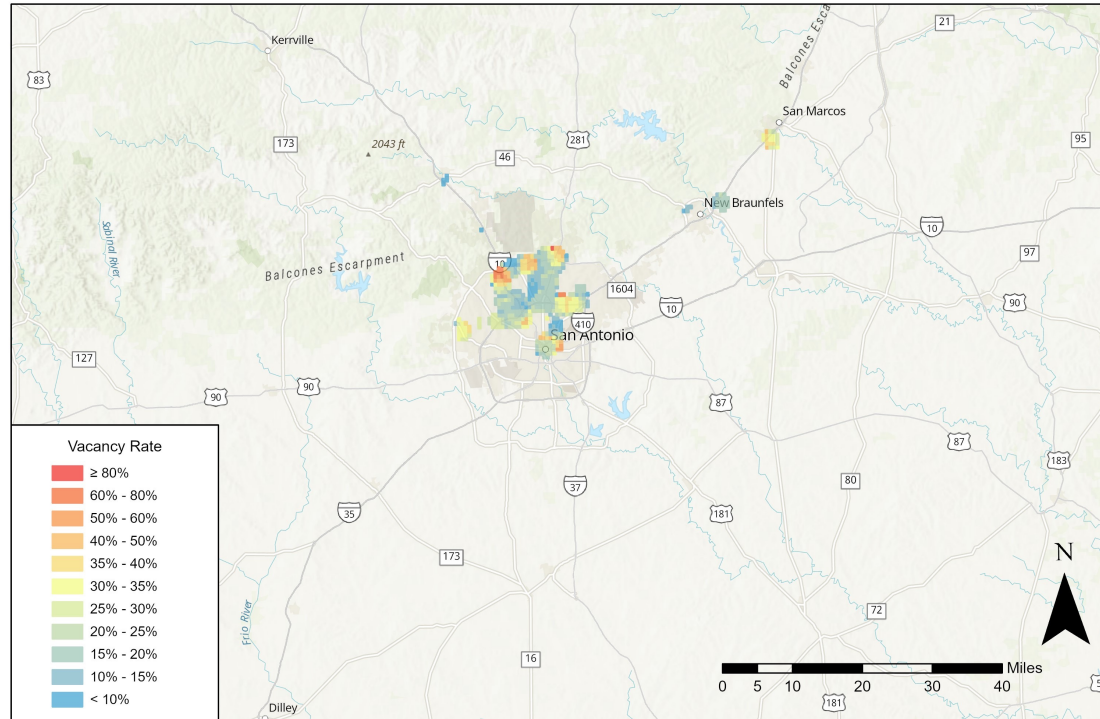 Balcones Esca
21
Kerrville
83
San Marcos
281
2043 ft
173
95
46
New Braunfels
Sabinal River
10
10
97
Balcones Escarpment
1604
10
90
410
San Antonio
127
90
90
87
87
183
Vacancy Rate
≥ 80%
60% - 80%
50% - 60%
40% - 50%
35% - 40%
30% - 35%
25% - 30%
20% - 25%
15% - 20%
10% - 15%
< 10%
37
80
35
181
173
N
Frio River
72
16
Miles
0 5 10 20 30 40
5
181
Dilley